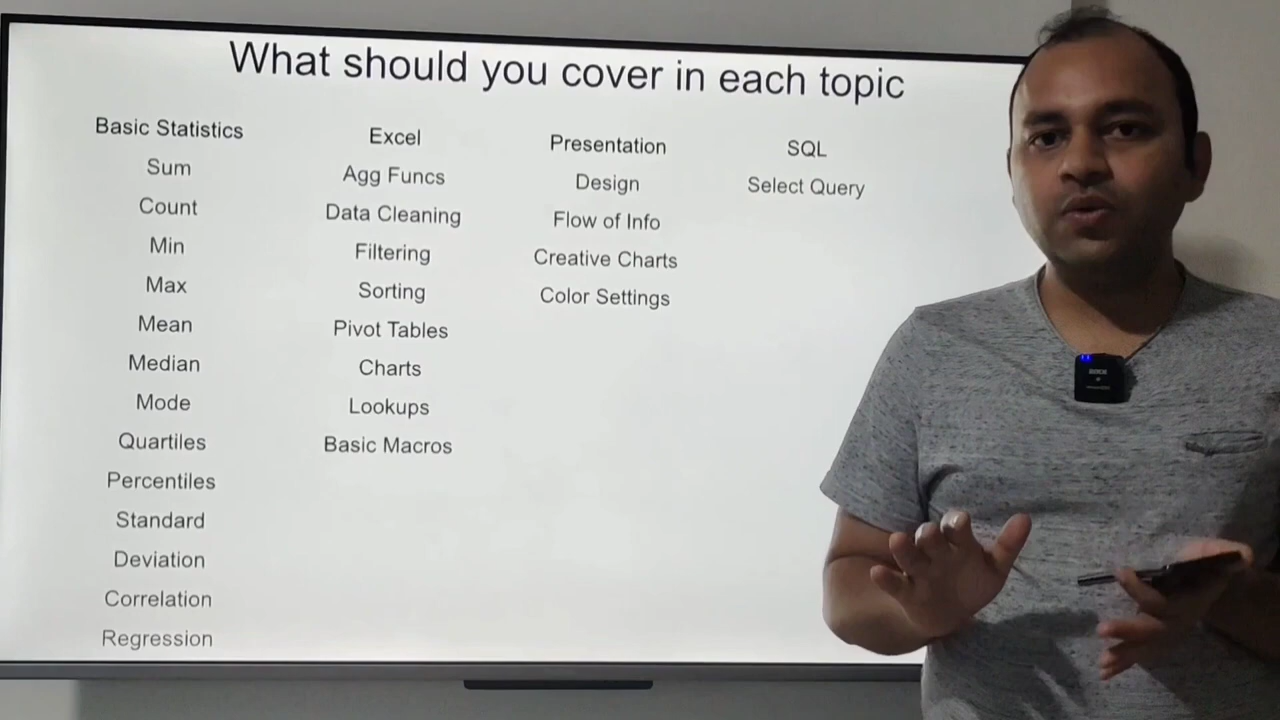 What should you cover in each topic
Basic Statistics
Sum
Count
Min
Max
Mean
Median
Mode
Quartiles
Percentiles
Standard
Deviation
Correlation
Regression
Excel
Agg Funcs
Data Cleaning
Filtering
Sorting
Pivot Tables
Charts
Lookups
Basic Macros
Presentation
Design
Flow of Info
Creative Charts
Color Settings
SQL
Select Query